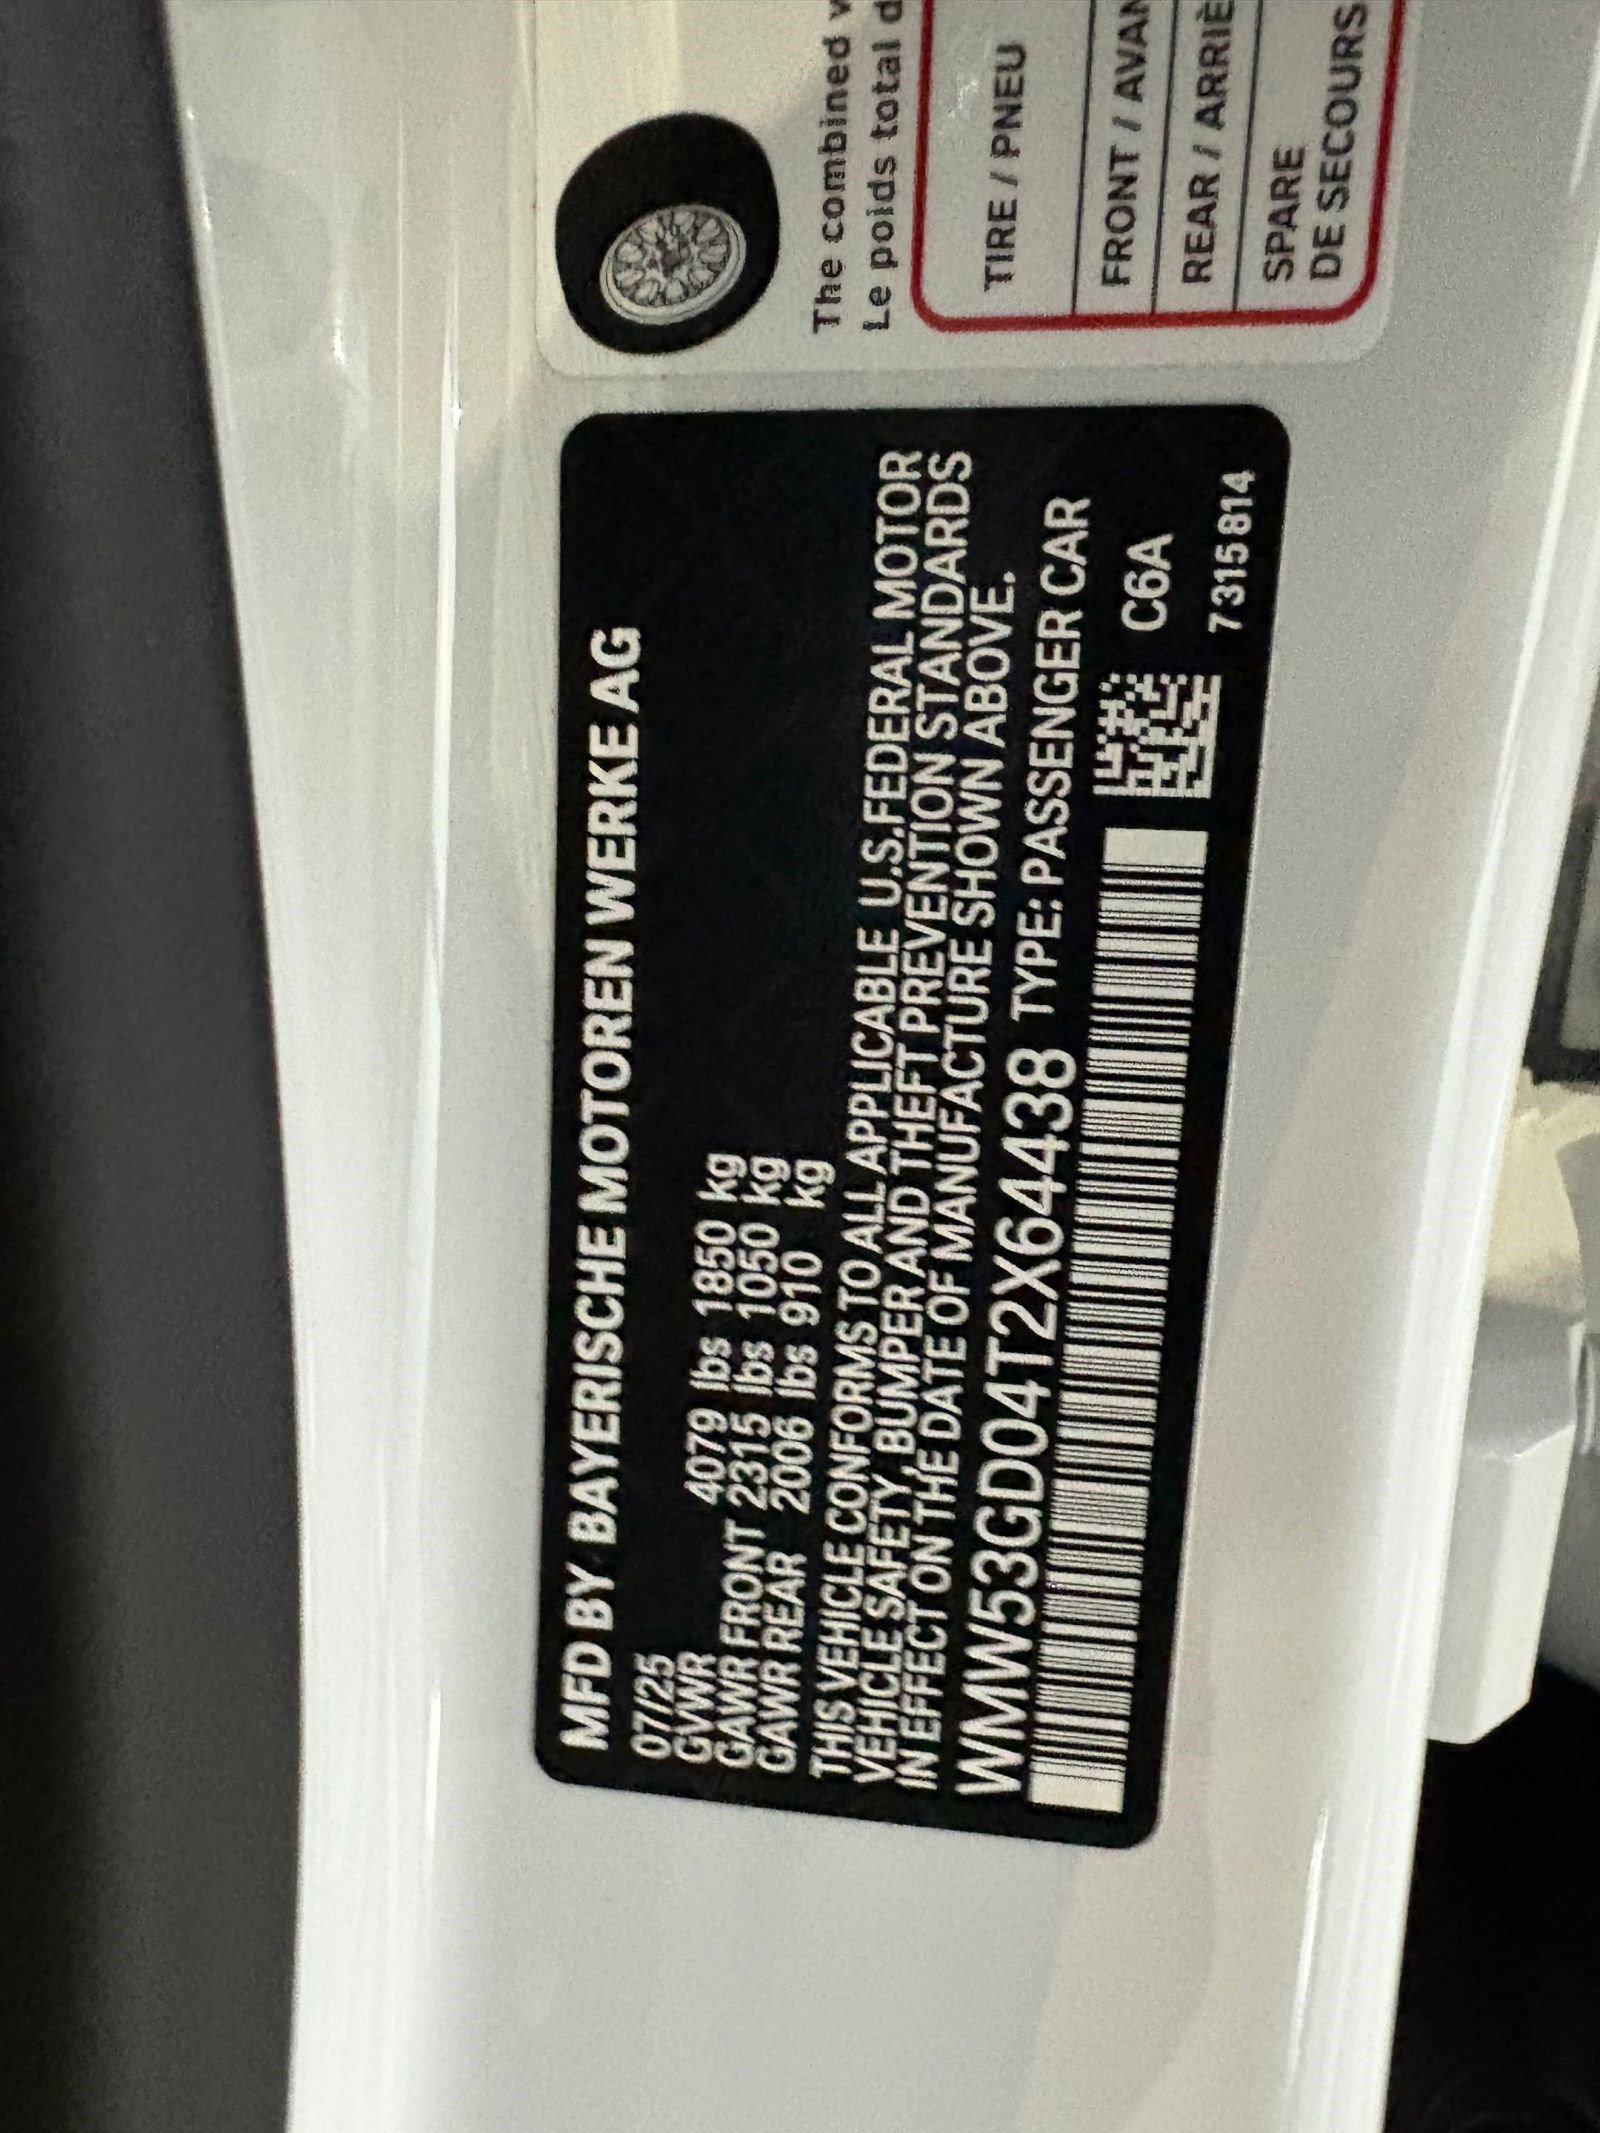 MFD BY BAYERISCHE MOTOREN WERKE AG
07/25
GVWR 4079 lbs 1850 kg
GAWR FRONT 2315 lbs 1050 kg
GAWR REAR 2006 lbs 910 kg
THIS VEHICLE CONFORMS TO ALL APPLICABLE U.S.FEDERAL MOTOR
VEHICLE SAFETY, BUMPER AND THEFT PREVENTION STANDARDS
IN EFFECT ON THE DATE OF MANUFACTURE SHOWN ABOVE.
WMW53GD04T2X64438 TYPE: PASSENGER CAR
C6A
7315814
The combined
Le poids total
TIRE / PNEU
FRONT / AVAN
REAR / ARRIÈ
SPARE
DE SECOURS